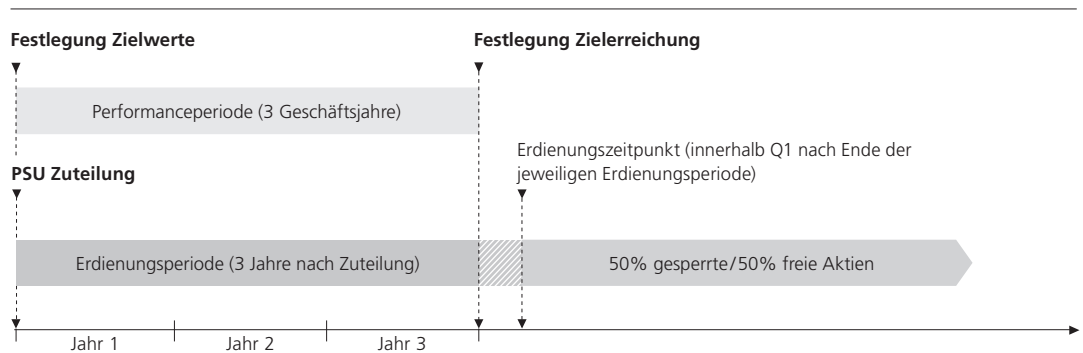 Festlegung Zielwerte
Festlegung Zielerreichung
Performanceperiode (3 Geschäftsjahre)
Erdienungszeitpunkt (innerhalb Q1 nach Ende der
jeweiligen Erdienungsperiode)
PSU Zuteilung
Erdienungsperiode (3 Jahre nach Zuteilung)
50% gesperrte/50% freie Aktien
Jahr 1
Jahr 2
Jahr 3